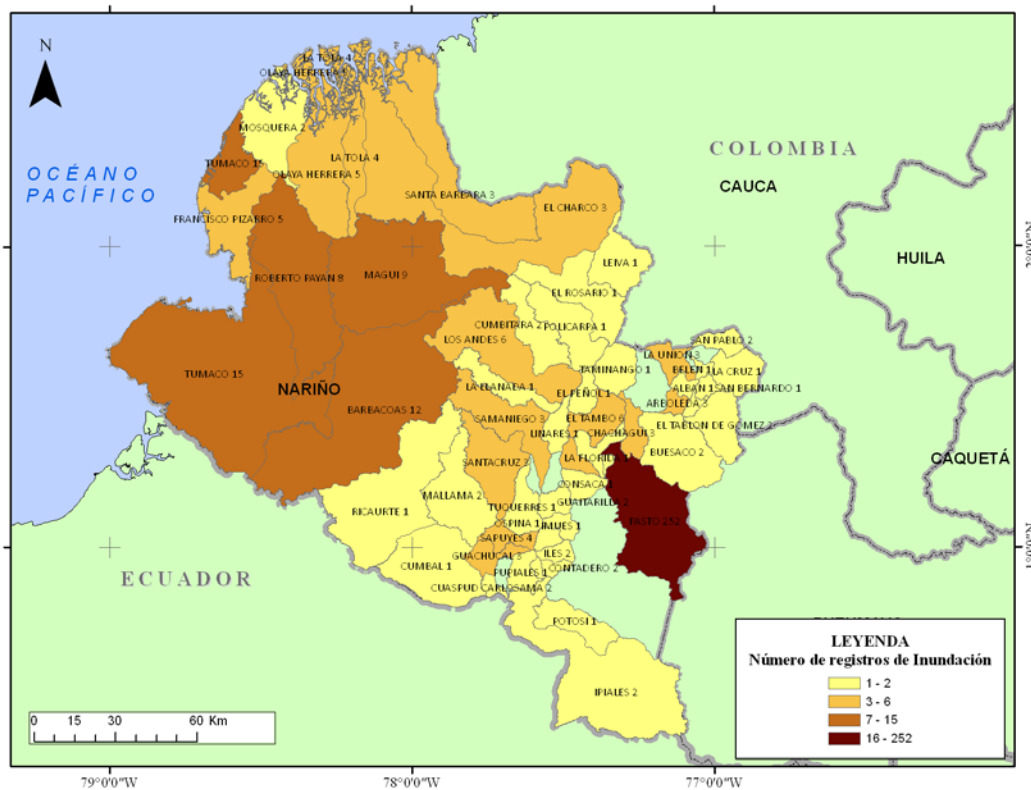 N
LA TOLA 4
OLAYA HERRERA 5
MOSQUERA 2
COLOMBIA
TUMACO 15
LA TOLA 4
OCÉANO
PACÍFICO
OLAYA HERRERA 5
CAUCA
SANTA BARBARA 3
EL CHARCO 3
FRANCISCO PIZARRO 5
2°0'0"N
HUILA
LEIVA 1
ROBERTO PAYAN 8
MAGUI 9
EL ROSARIO 1
CUMBITARA 2
POLICARPA 1
LOS ANDES 6
SAN PABLO 2
LA UNION 3
TUMACO 15
TAMINANGO 1
BELEN 1
LA CRUZ 1
NARIÑO
LA LLANADA 1
EL PEÑOL 1
ALBAN 1
SAN BERNARDO 1
BARBACOAS 12
ARBOLEDA 3
SAMANIEGO 3
EL TAMBO 6
EL TABLON DE GOMEZ 2
LINARES 1
CHACHAGUI 3
BUESACO 2
SANTACRUZ 3
LA FLORIDA
CAQUETÁ
CONSACA
MALLAMA 2
GUAITARILLA 2
RICAURTE 1
TUQUERRES 1
PASTO 252
OSPINA 1
IMUES 1
SAPUYES 4
1°0'0"N
GUACHUCAL 3
ILES 2
CUMBAL 1
PUPIALES 1
CONTADERO 2
ECUADOR
CUASPUD CARLOSAMA 2
POTOSI 1
LEYENDA
Número de registros de Inundación
IPIALES 2
1 - 2
3 - 6
7 - 15
16 - 252
0 15 30 60 Km
79°0'0"W 78°0'0"W 77°0'0"W